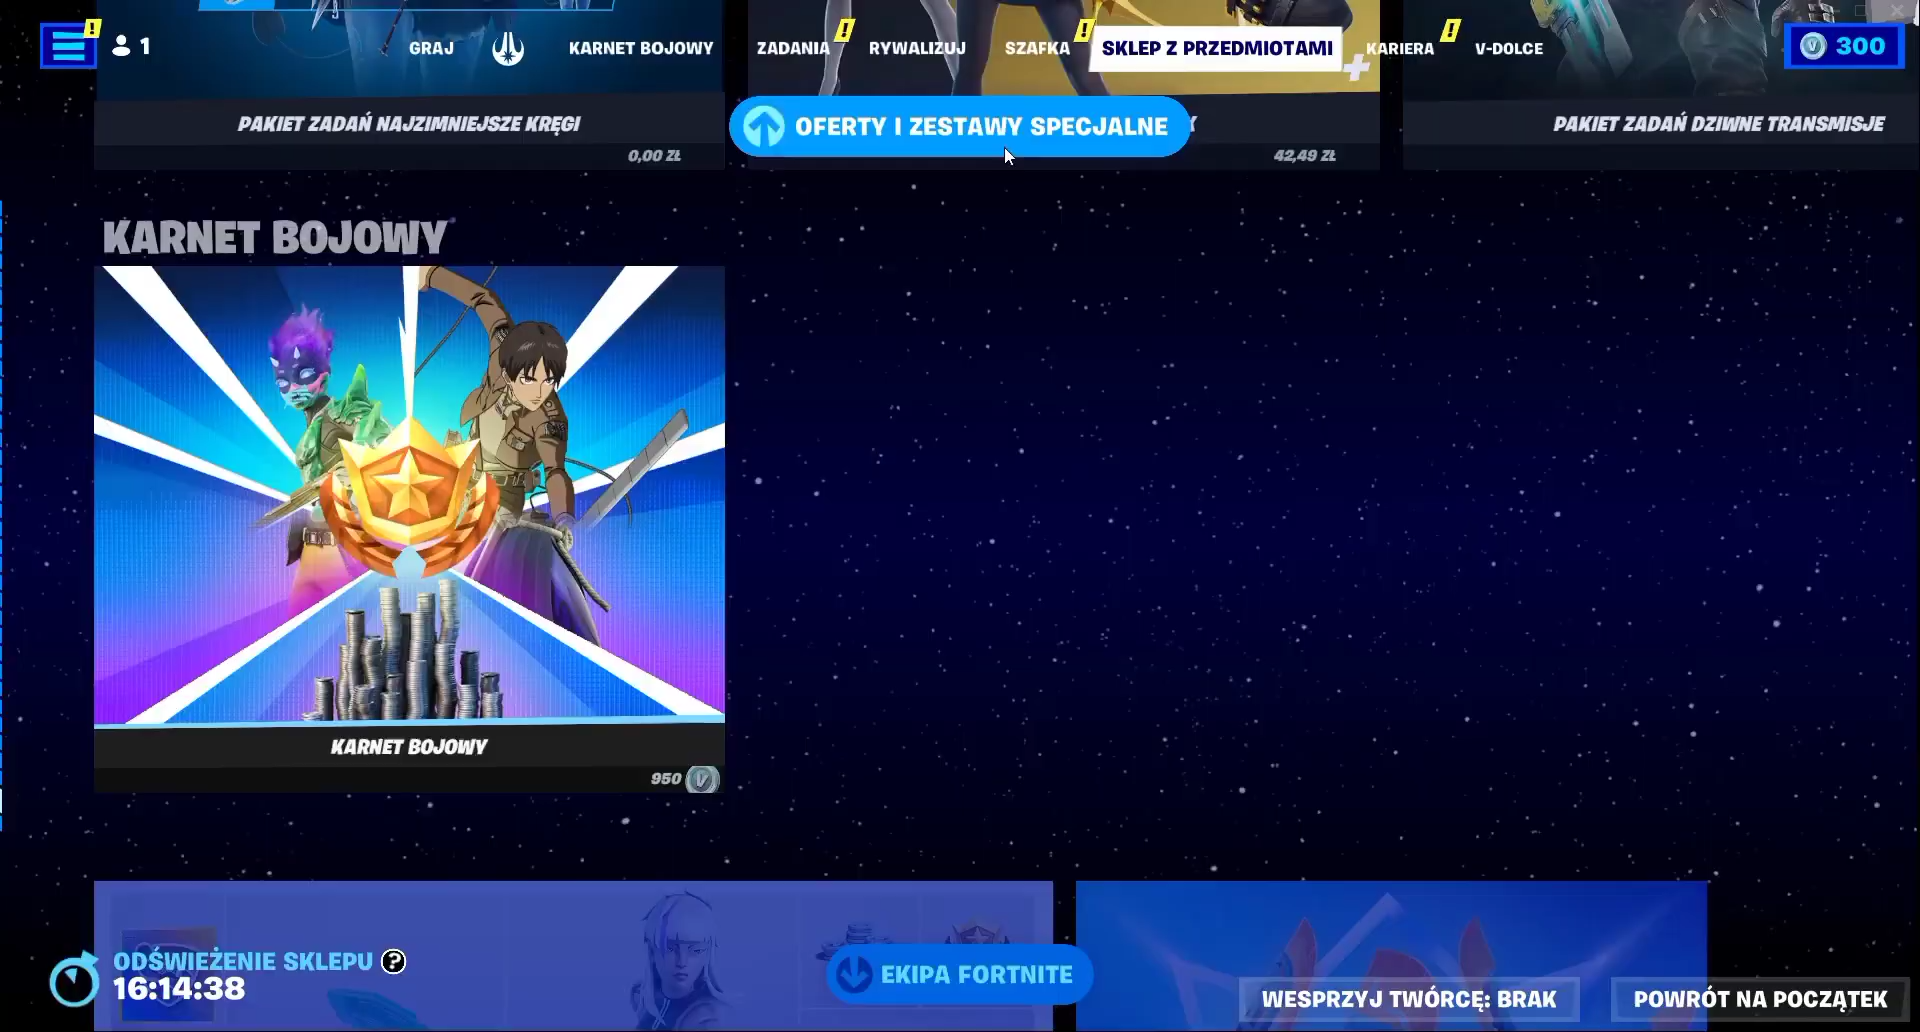 1
GRAJ
KARNET BOJOWY
ZADANIA
RYWALIZUJ
SZAFKA
SKLEP Z PRZEDMIOTAMI
KARIERA
V-DOLCE
300
PAKIET ZADAŃ NAJZIMNIEJSZE KRĘGI
0,00 ZŁ
OFERTY I ZESTAWY SPECJALNE
42,49 ZŁ
PAKIET ZADAŃ DZIWNE TRANSMISJE
KARNET BOJOWY
KARNET BOJOWY
950
ODŚWIEŻENIE SKLEPU ?
16:14:38
EKIPA FORTNITE
WESPRZYJ TWÓRCĘ: BRAK
POWRÓT NA POCZĄTEK